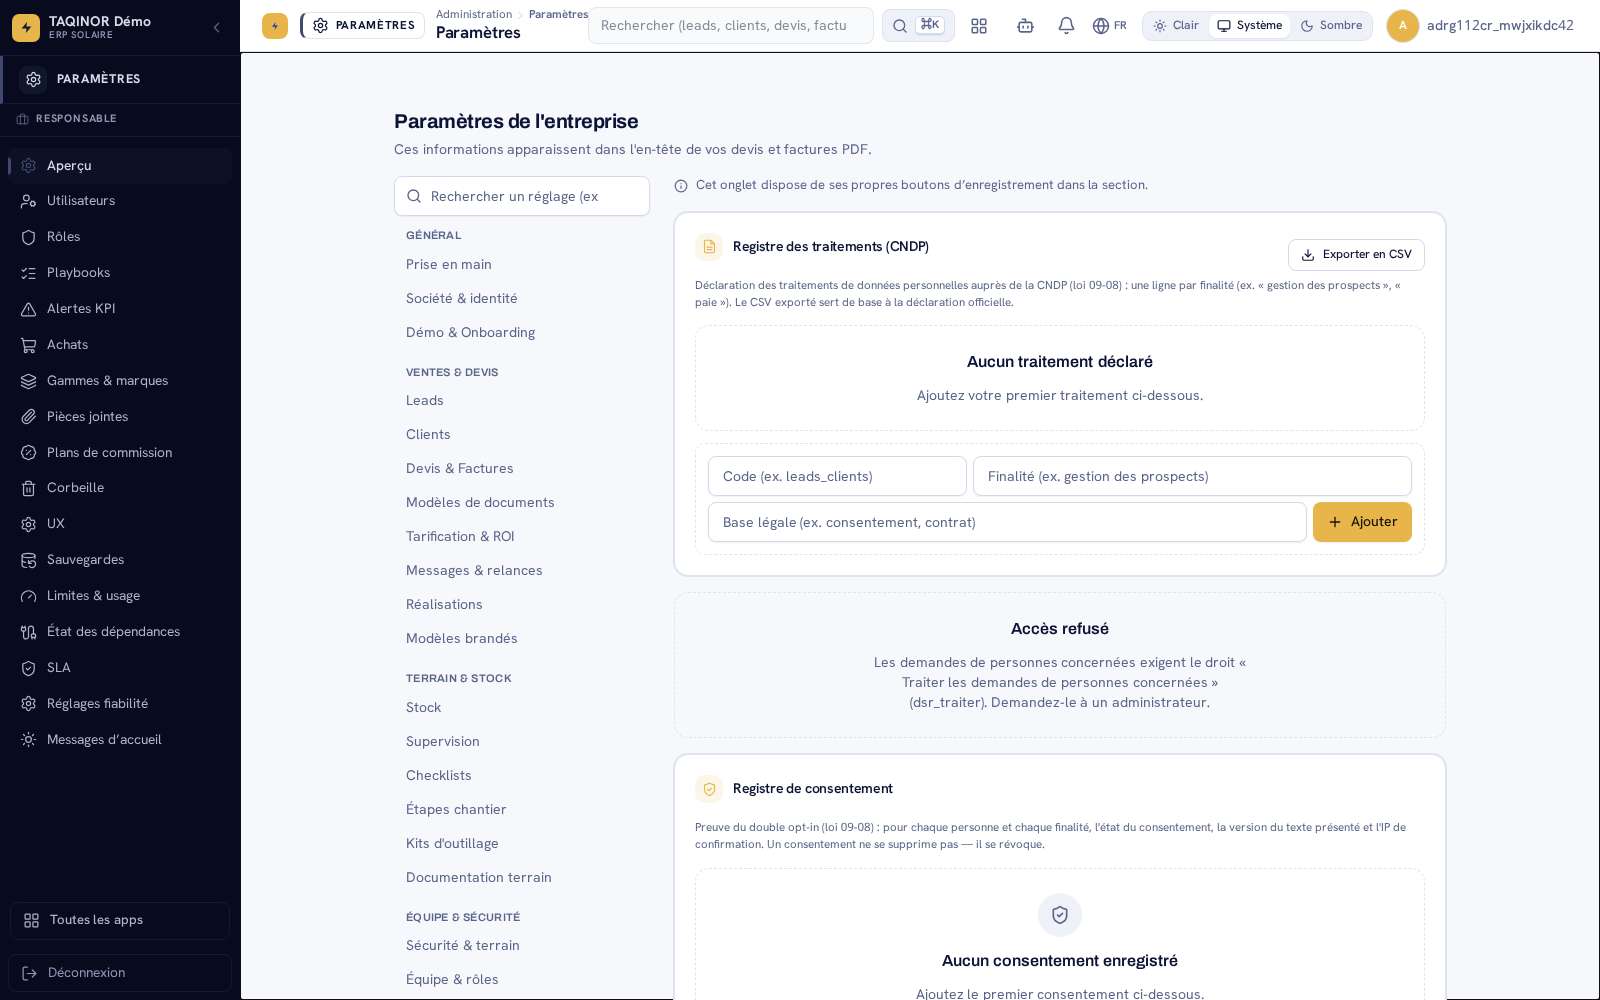 TAQINOR Démo
ERP SOLAIRE
PARAMÈTRES
RESPONSABLE
Aperçu
Utilisateurs
Rôles
Playbooks
Alertes KPI
Achats
Gammes & marques
Pièces jointes
Plans de commission
Corbeille
UX
Sauvegardes
Limites & usage
État des dépendances
SLA
Réglages fiabilité
Messages d’accueil
Toutes les apps
Déconnexion
PARAMÈTRES
Administration > Paramètres
Paramètres
Rechercher (leads, clients, devis, factu
⌘K
FR
Clair
Système
Sombre
A
adrg112cr_mwjxikdc42
Paramètres de l'entreprise
Ces informations apparaissent dans l'en-tête de vos devis et factures PDF.
Rechercher un réglage (ex
GÉNÉRAL
Prise en main
Société & identité
Démo & Onboarding
VENTES & DEVIS
Leads
Clients
Devis & Factures
Modèles de documents
Tarification & ROI
Messages & relances
Réalisations
Modèles brandés
TERRAIN & STOCK
Stock
Supervision
Checklists
Étapes chantier
Kits d'outillage
Documentation terrain
ÉQUIPE & SÉCURITÉ
Sécurité & terrain
Équipe & rôles
Cet onglet dispose de ses propres boutons d’enregistrement dans la section.
Registre des traitements (CNDP)
Exporter en CSV
Déclaration des traitements de données personnelles auprès de la CNDP (loi 09-08) : une ligne par finalité (ex. « gestion des prospects », «
paie »). Le CSV exporté sert de base à la déclaration officielle.
Aucun traitement déclaré
Ajoutez votre premier traitement ci-dessous.
Code (ex. leads_clients)
Finalité (ex. gestion des prospects)
Base légale (ex. consentement, contrat)
Ajouter
Accès refusé
Les demandes de personnes concernées exigent le droit «
Traiter les demandes de personnes concernées »
(dsr_traiter). Demandez-le à un administrateur.
Registre de consentement
Preuve du double opt-in (loi 09-08) : pour chaque personne et chaque finalité, l'état du consentement, la version du texte présenté et l'IP de
confirmation. Un consentement ne se supprime pas — il se révoque.
Aucun consentement enregistré
Ajoutez le premier consentement ci-dessous.